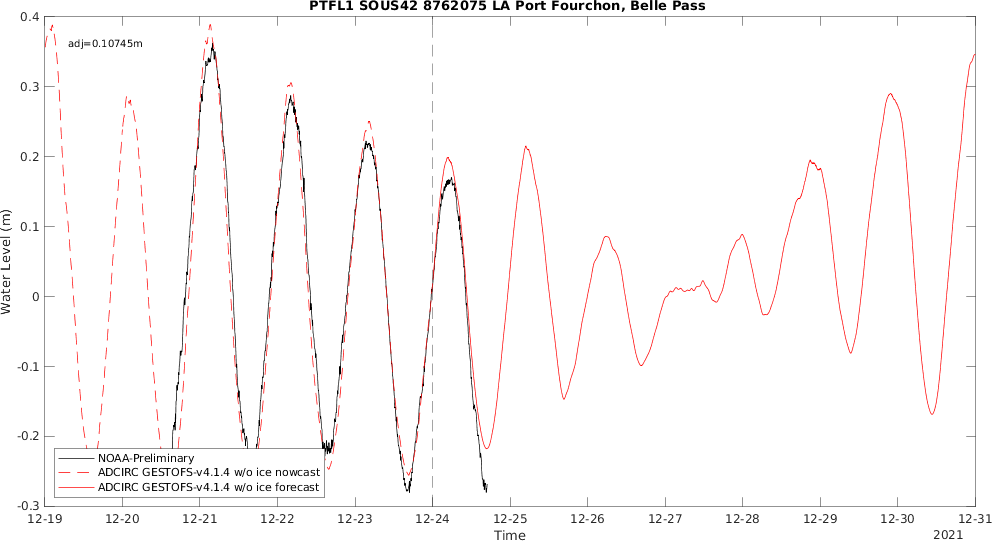 PTFL1 SOUS42 8762075 LA Port Fourchon, Belle Pass
adj=0.10745m
Water Level (m)
0.4
0.3
0.2
0.1
0
-0.1
-0.2
-0.3
NOAA-Preliminary
ADCIRC GESTOFS-v4.1.4 w/o ice nowcast
ADCIRC GESTOFS-v4.1.4 w/o ice forecast
12-19 12-20 12-21 12-22 12-23 12-24 12-25 12-26 12-27 12-28 12-29 12-30 12-31
Time
2021